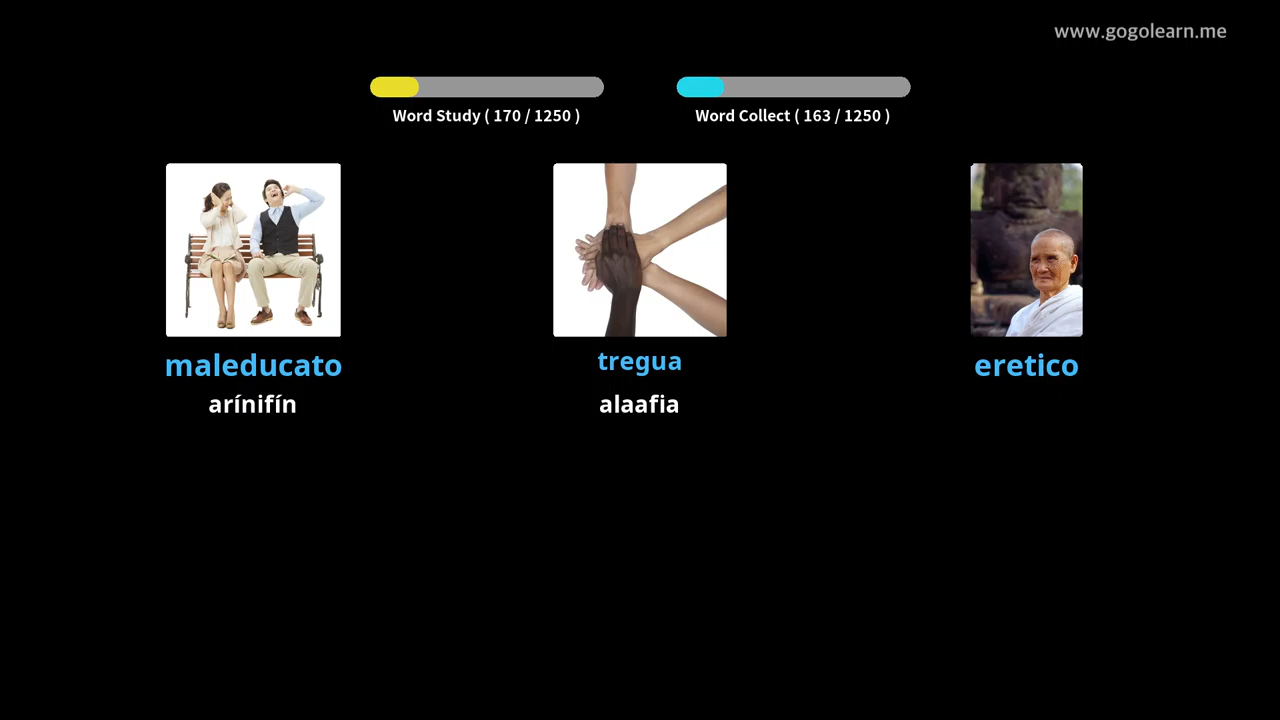 www.gogolearn.me
Word Study ( 170 / 1250 )
Word Collect ( 163 / 1250 )
maleducato
arínifín
tregua
alaafia
eretico